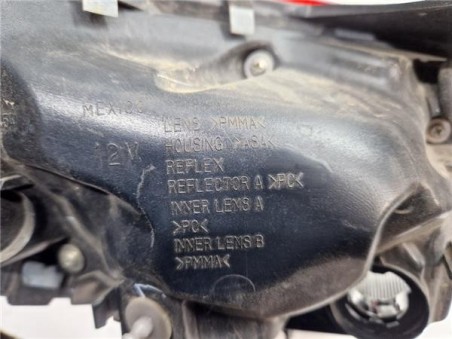 MEXICO
12V
LENS >PMMA<
HOUSING >ASA<
REFLEX
REFLECTOR A >PC<
INNER LENS A
>PC<
INNER LENS B
>PMMA<